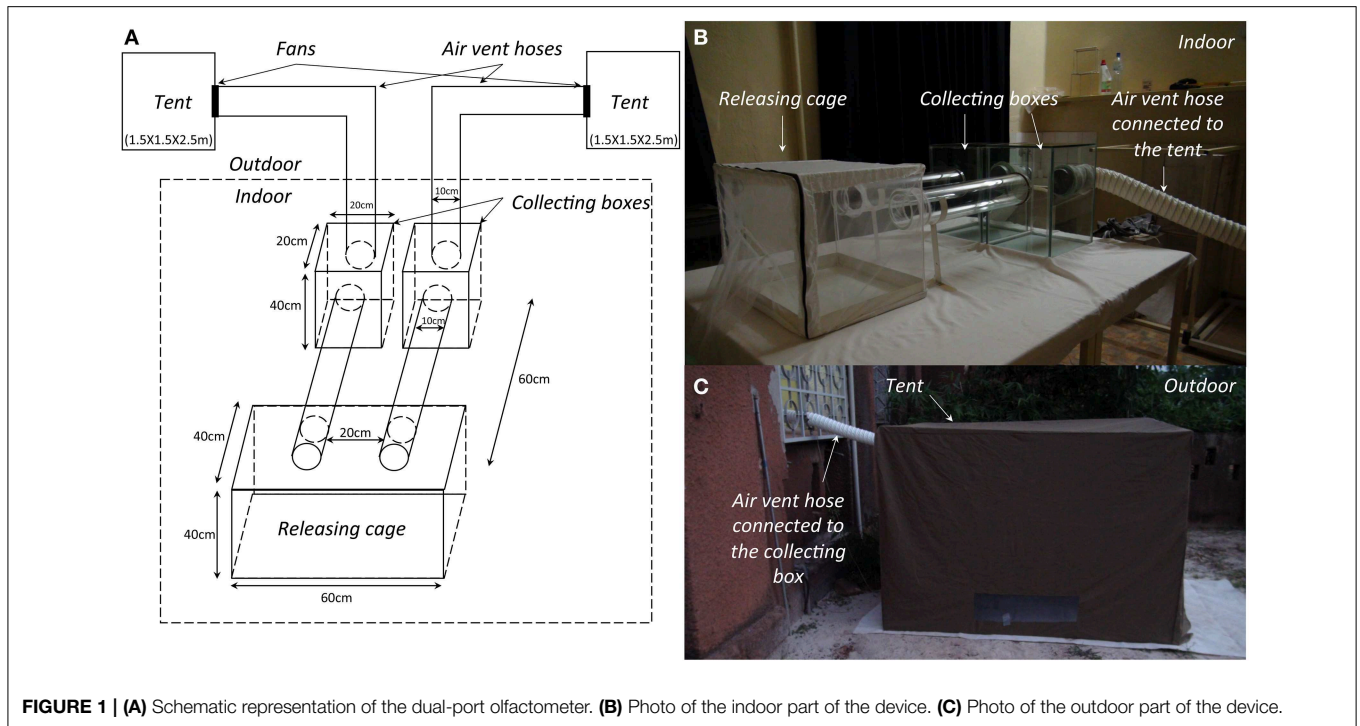 A
Fans
Air vent hoses
Tent
(1.5X1.5X2.5m)
Tent
(1.5X1.5X2.5m)
Outdoor
Indoor
20cm
10cm
Collecting boxes
20cm
40cm
10cm
60cm
40cm
20cm
40cm
Releasing cage
60cm
B
Indoor
Releasing cage
Collecting boxes
Air vent hose
connected to
the tent
C
Tent
Outdoor
Air vent hose
connected to
the collecting
box
FIGURE 1 | (A) Schematic representation of the dual-port olfactometer. (B) Photo of the indoor part of the device. (C) Photo of the outdoor part of the device.